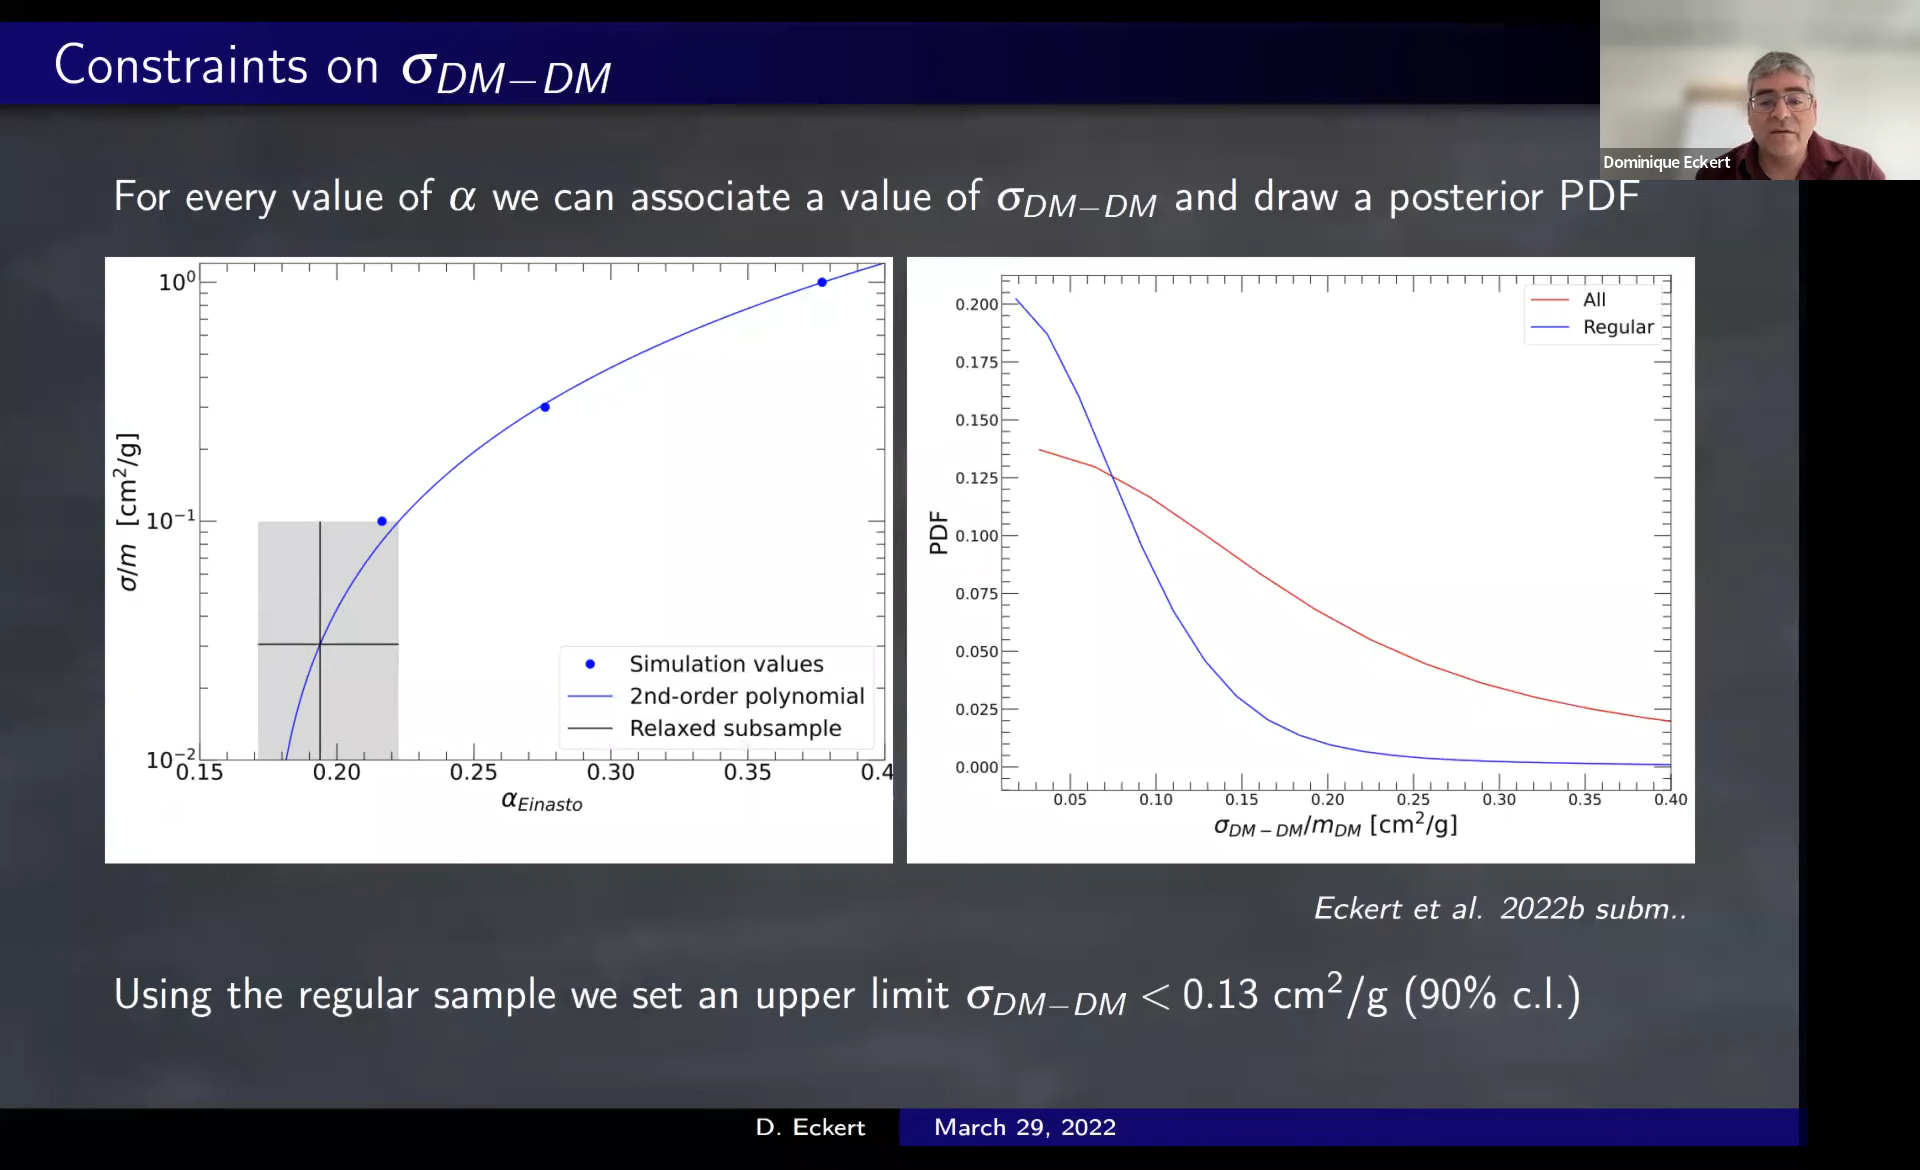 Constraints on σ_DM−DM
Dominique Eckert
For every value of α we can associate a value of σ_DM−DM and draw a posterior PDF
10⁰
10⁻¹
10⁻²
σ/m [cm²/g]
0.15 0.20 0.25 0.30 0.35 0.4
α_Einasto
Simulation values
2nd-order polynomial
Relaxed subsample
0.200
0.175
0.150
0.125
0.100
0.075
0.050
0.025
0.000
PDF
All
Regular
0.05 0.10 0.15 0.20 0.25 0.30 0.35 0.40
σ_DM−DM/m_DM [cm²/g]
Eckert et al. 2022b subm..
Using the regular sample we set an upper limit σ_DM−DM < 0.13 cm²/g (90% c.l.)
D. Eckert March 29, 2022